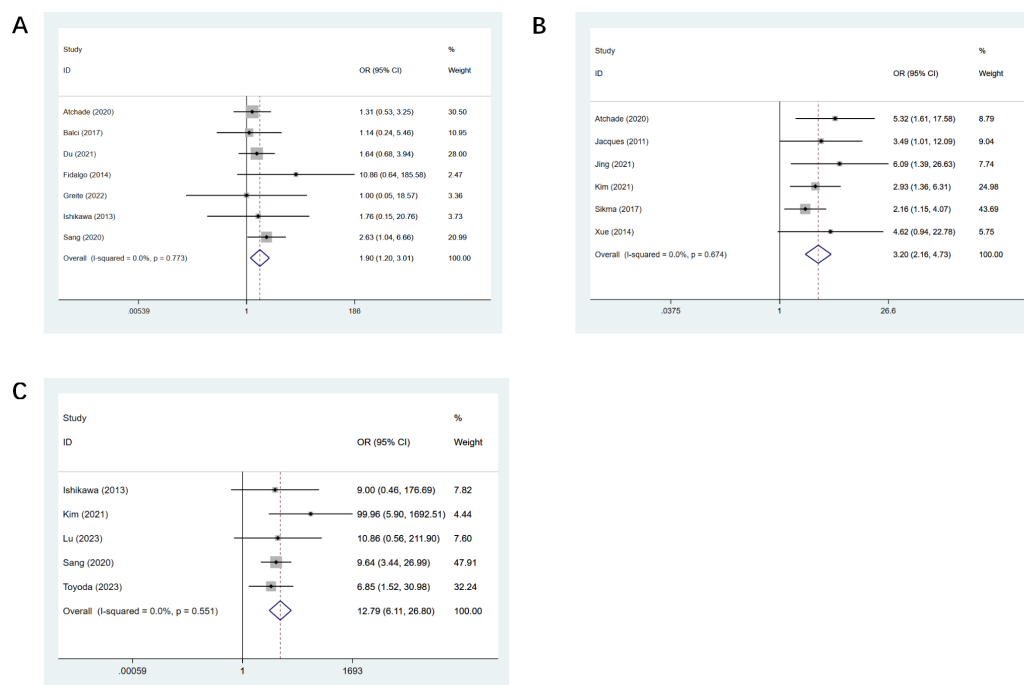 A
Study %
ID OR (95% CI) Weight
Atchade (2020) 1.31 (0.53, 3.25) 30.50
Balci (2017) 1.14 (0.24, 5.46) 10.95
Du (2021) 1.64 (0.68, 3.94) 28.00
Fidalgo (2014) 10.86 (0.64, 185.58) 2.47
Greite (2022) 1.00 (0.05, 18.57) 3.36
Ishikawa (2013) 1.76 (0.15, 20.76) 3.73
Sang (2020) 2.63 (1.04, 6.66) 20.99
Overall (I-squared = 0.0%, p = 0.773) 1.90 (1.20, 3.01) 100.00
.00539 1 186
B
Study %
ID OR (95% CI) Weight
Atchade (2020) 5.32 (1.61, 17.58) 8.79
Jacques (2011) 3.49 (1.01, 12.09) 9.04
Jing (2021) 6.09 (1.39, 26.63) 7.74
Kim (2021) 2.93 (1.36, 6.31) 24.98
Sikma (2017) 2.16 (1.15, 4.07) 43.69
Xue (2014) 4.62 (0.94, 22.78) 5.75
Overall (I-squared = 0.0%, p = 0.674) 3.20 (2.16, 4.73) 100.00
.0375 1 26.6
C
Study %
ID OR (95% CI) Weight
Ishikawa (2013) 9.00 (0.46, 176.69) 7.82
Kim (2021) 99.96 (5.90, 1692.51) 4.44
Lu (2023) 10.86 (0.56, 211.90) 7.60
Sang (2020) 9.64 (3.44, 26.99) 47.91
Toyoda (2023) 6.85 (1.52, 30.98) 32.24
Overall (I-squared = 0.0%, p = 0.551) 12.79 (6.11, 26.80) 100.00
.00059 1 1693